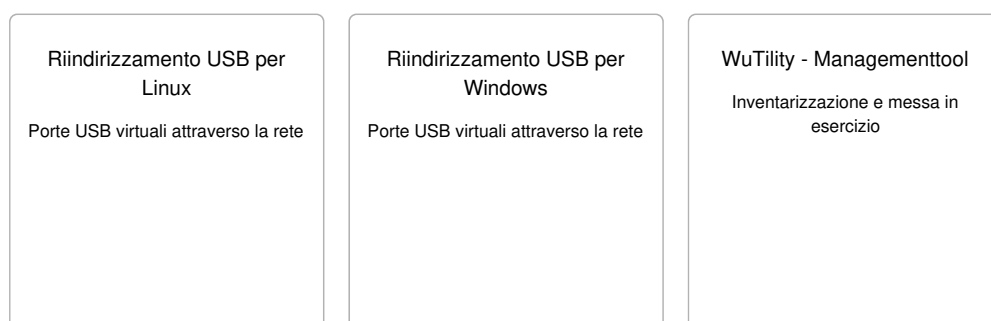 Riindirizzamento USB per
Linux
Porte USB virtuali attraverso la rete
Riindirizzamento USB per
Windows
Porte USB virtuali attraverso la rete
WuTility - Managementtool
Inventarizzazione e messa in
esercizio